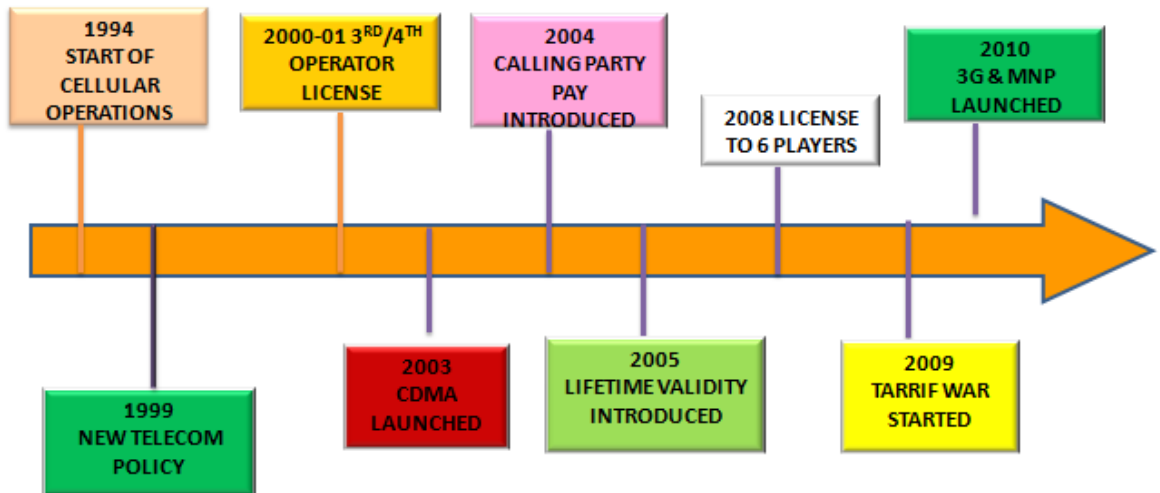 1994
START OF
CELLULAR
OPERATIONS
2000-01 3RD/4TH
OPERATOR
LICENSE
2004
CALLING PARTY
PAY
INTRODUCED
2008 LICENSE
TO 6 PLAYERS
2010
3G & MNP
LAUNCHED
1999
NEW TELECOM
POLICY
2003
CDMA
LAUNCHED
2005
LIFETIME VALIDITY
INTRODUCED
2009
TARRIF WAR
STARTED